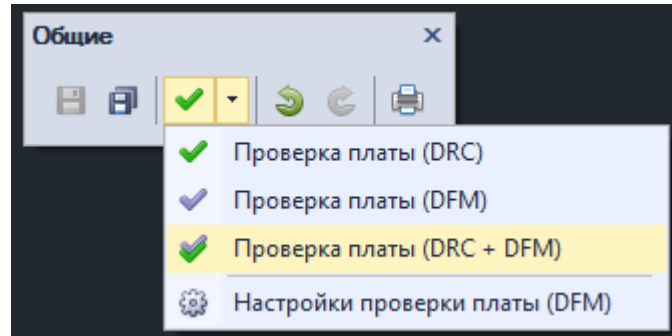 Общие
Проверка платы (DRC)
Проверка платы (DFM)
Проверка платы (DRC + DFM)
Настройки проверки платы (DFM)